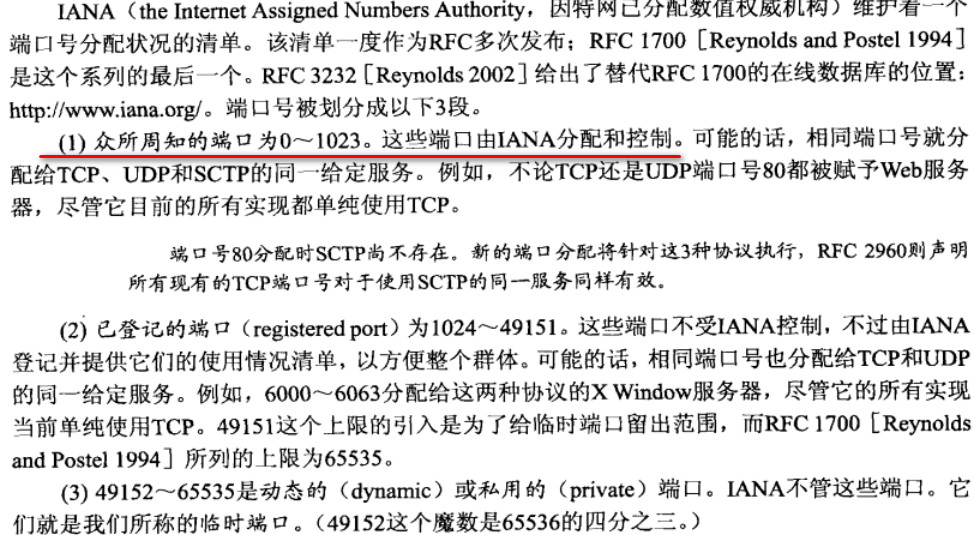 IANA（the Internet Assigned Numbers Authority，因特网已分配数值权威机构）维护着一个
端口号分配状况的清单。该清单一度作为RFC多次发布；RFC 1700［Reynolds and Postel 1994］
是这个系列的最后一个。RFC 3232［Reynolds 2002］给出了替代RFC 1700的在线数据库的位置：
http://www.iana.org/。端口号被划分成以下3段。
(1) 众所周知的端口为0～1023。这些端口由IANA分配和控制。可能的话，相同端口号就分
配给TCP、UDP和SCTP的同一给定服务。例如，不论TCP还是UDP端口号80都被赋予Web服务
器，尽管它目前的所有实现都单纯使用TCP。
端口号80分配时SCTP尚不存在。新的端口分配将针对这3种协议执行，RFC 2960则声明
所有现有的TCP端口号对于使用SCTP的同一服务同样有效。
(2) 已登记的端口（registered port）为1024～49151。这些端口不受IANA控制，不过由IANA
登记并提供它们的使用情况清单，以方便整个群体。可能的话，相同端口号也分配给TCP和UDP
的同一给定服务。例如，6000～6063分配给这两种协议的X Window服务器，尽管它的所有实现
当前单纯使用TCP。49151这个上限的引入是为了给临时端口留出范围，而RFC 1700［Reynolds
and Postel 1994］所列的上限为65535。
(3) 49152～65535是动态的（dynamic）或私用的（private）端口。IANA不管这些端口。它
们就是我们所称的临时端口。（49152这个魔数是65536的四分之三。）